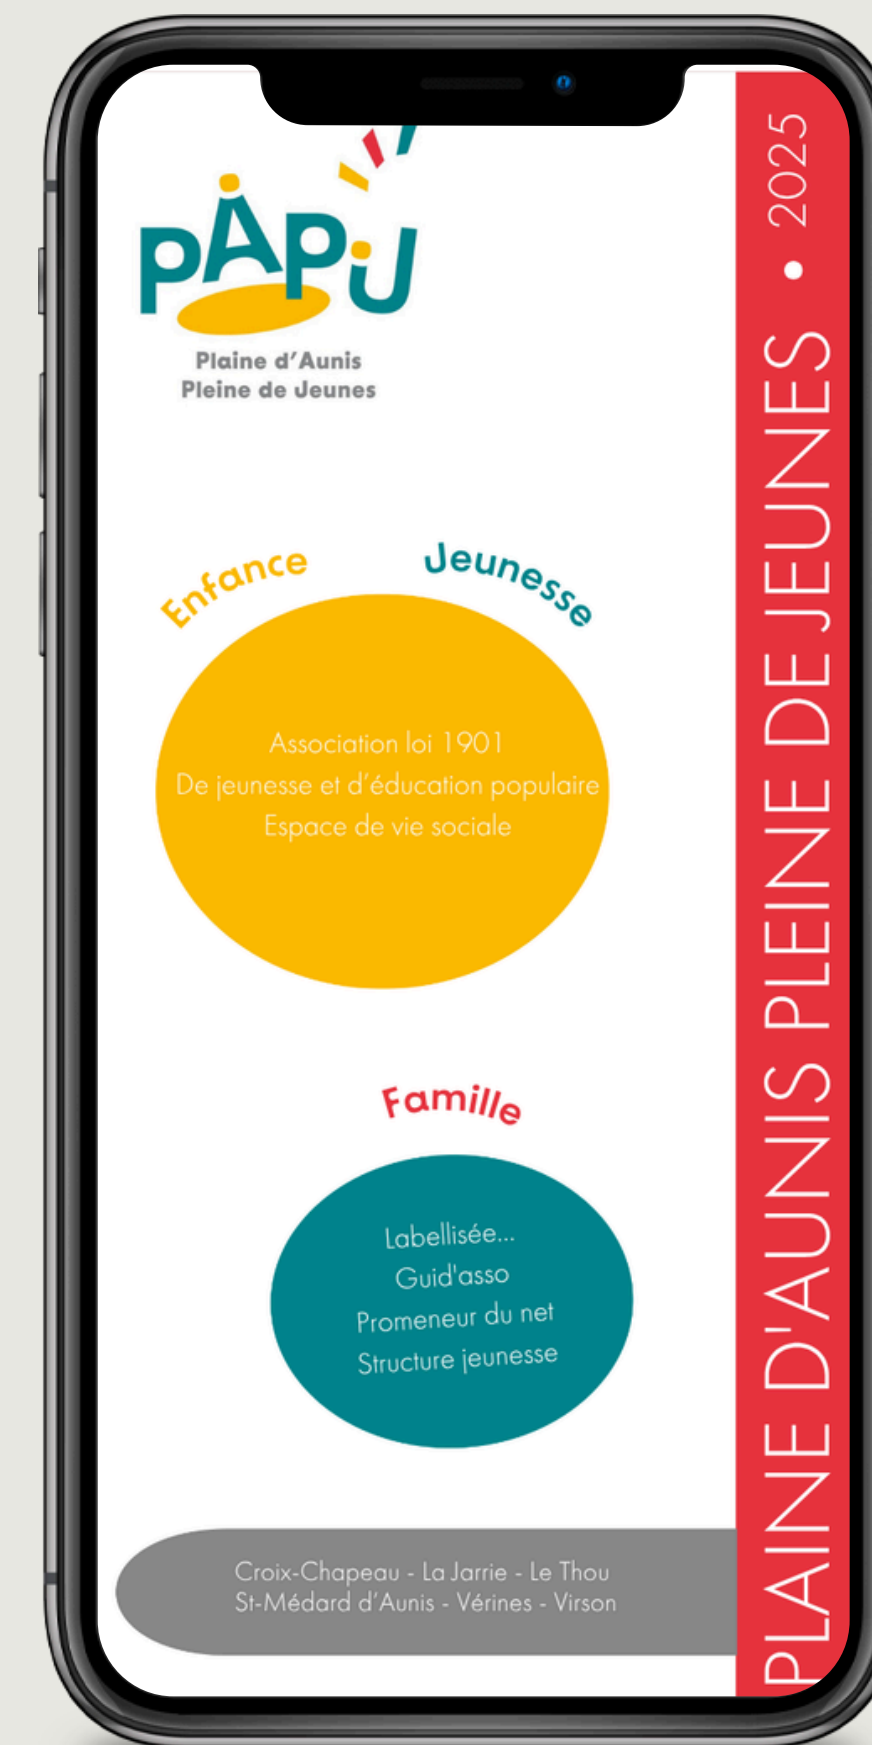 PAPJ
Plaine d'Aunis
Pleine de Jeunes
Enfance
Jeunesse
Association loi 1901
De jeunesse et d'éducation populaire
Espace de vie sociale
Famille
Labellisée...
Guid'asso
Promeneur du net
Structure jeunesse
Croix-Chapeau - La Jarrie - Le Thou
St-Médard d'Aunis - Vérines - Virson
PLAINE D'AUNIS PLEINE DE JEUNES • 2025